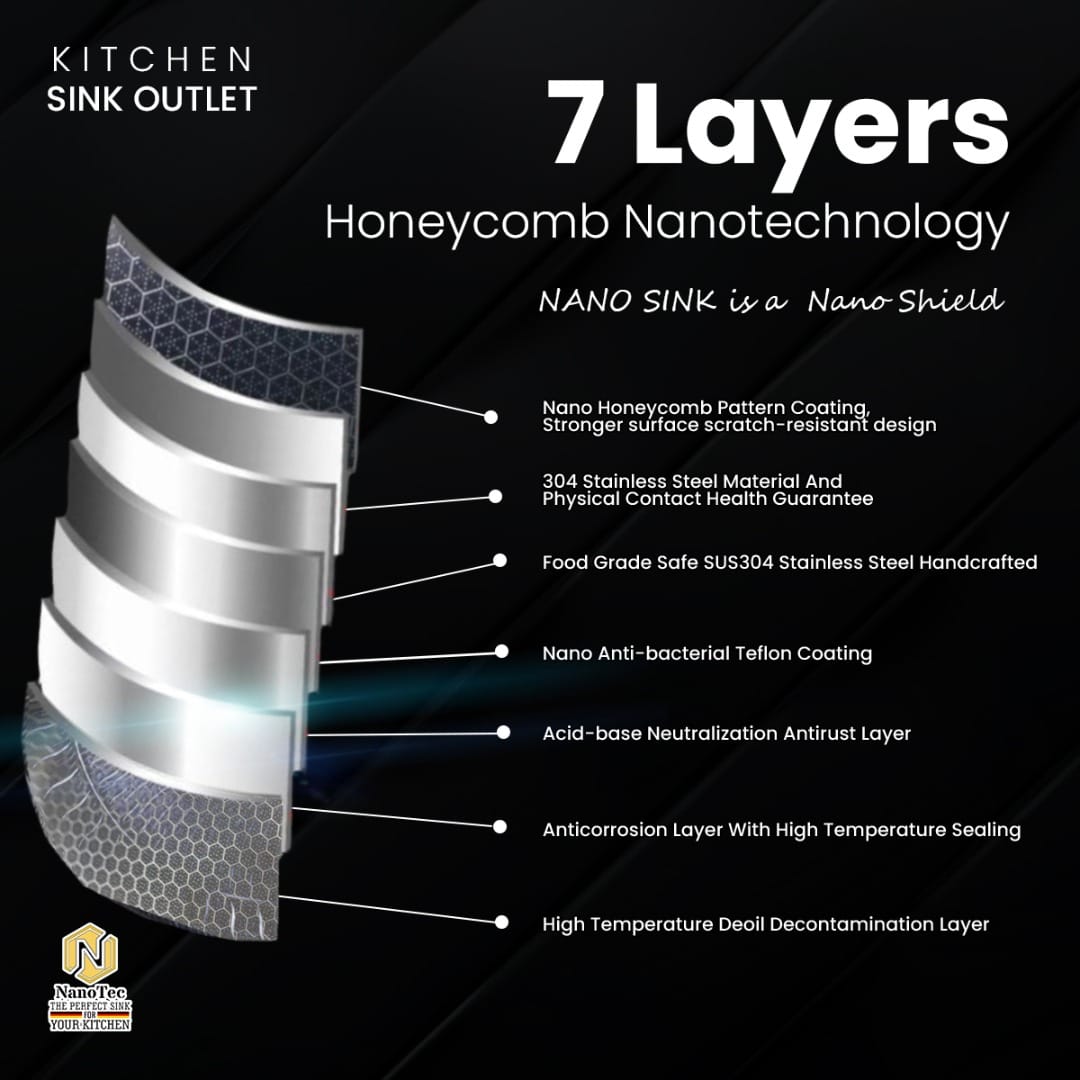 KITCHEN
SINK OUTLET
7 Layers
Honeycomb Nanotechnology
NANO SINK is a Nano Shield
Nano Honeycomb Pattern Coating,
Stronger surface scratch-resistant design
304 Stainless Steel Material And
Physical Contact Health Guarantee
Food Grade Safe SUS304 Stainless Steel Handcrafted
Nano Anti-bacterial Teflon Coating
Acid-base Neutralization Antirust Layer
Anticorrosion Layer With High Temperature Sealing
High Temperature Deoil Decontamination Layer
N
NanoTec
THE PERFECT SINK
FOR
YOUR KITCHEN